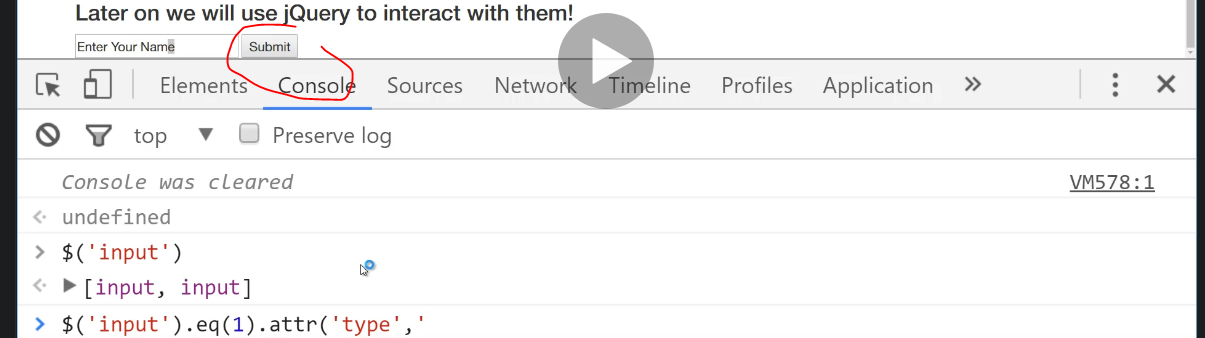 Later on we will use jQuery to interact with them!
Enter Your Name Submit
Elements Console Sources Network Timeline Profiles Application
top Preserve log
Console was cleared VM578:1
undefined
$('input')
[input, input]
$('input').eq(1).attr('type','